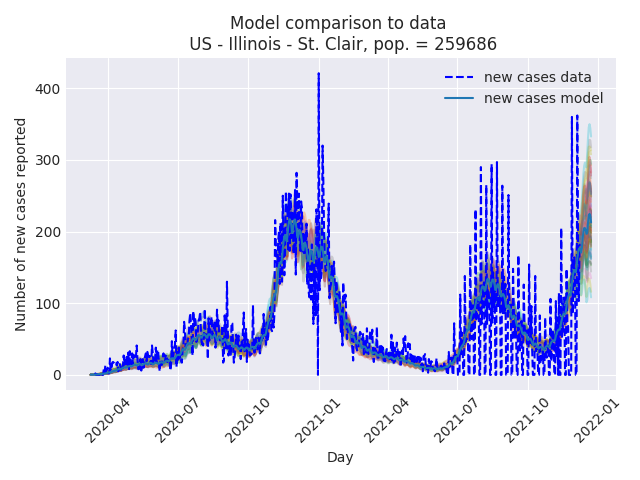 Model comparison to data
US - Illinois - St. Clair, pop. = 259686
new cases data
new cases model
Number of new cases reported
400
300
200
100
0
2020-04
2020-07
2020-10
2021-01
2021-04
2021-07
2021-10
2022-01
Day